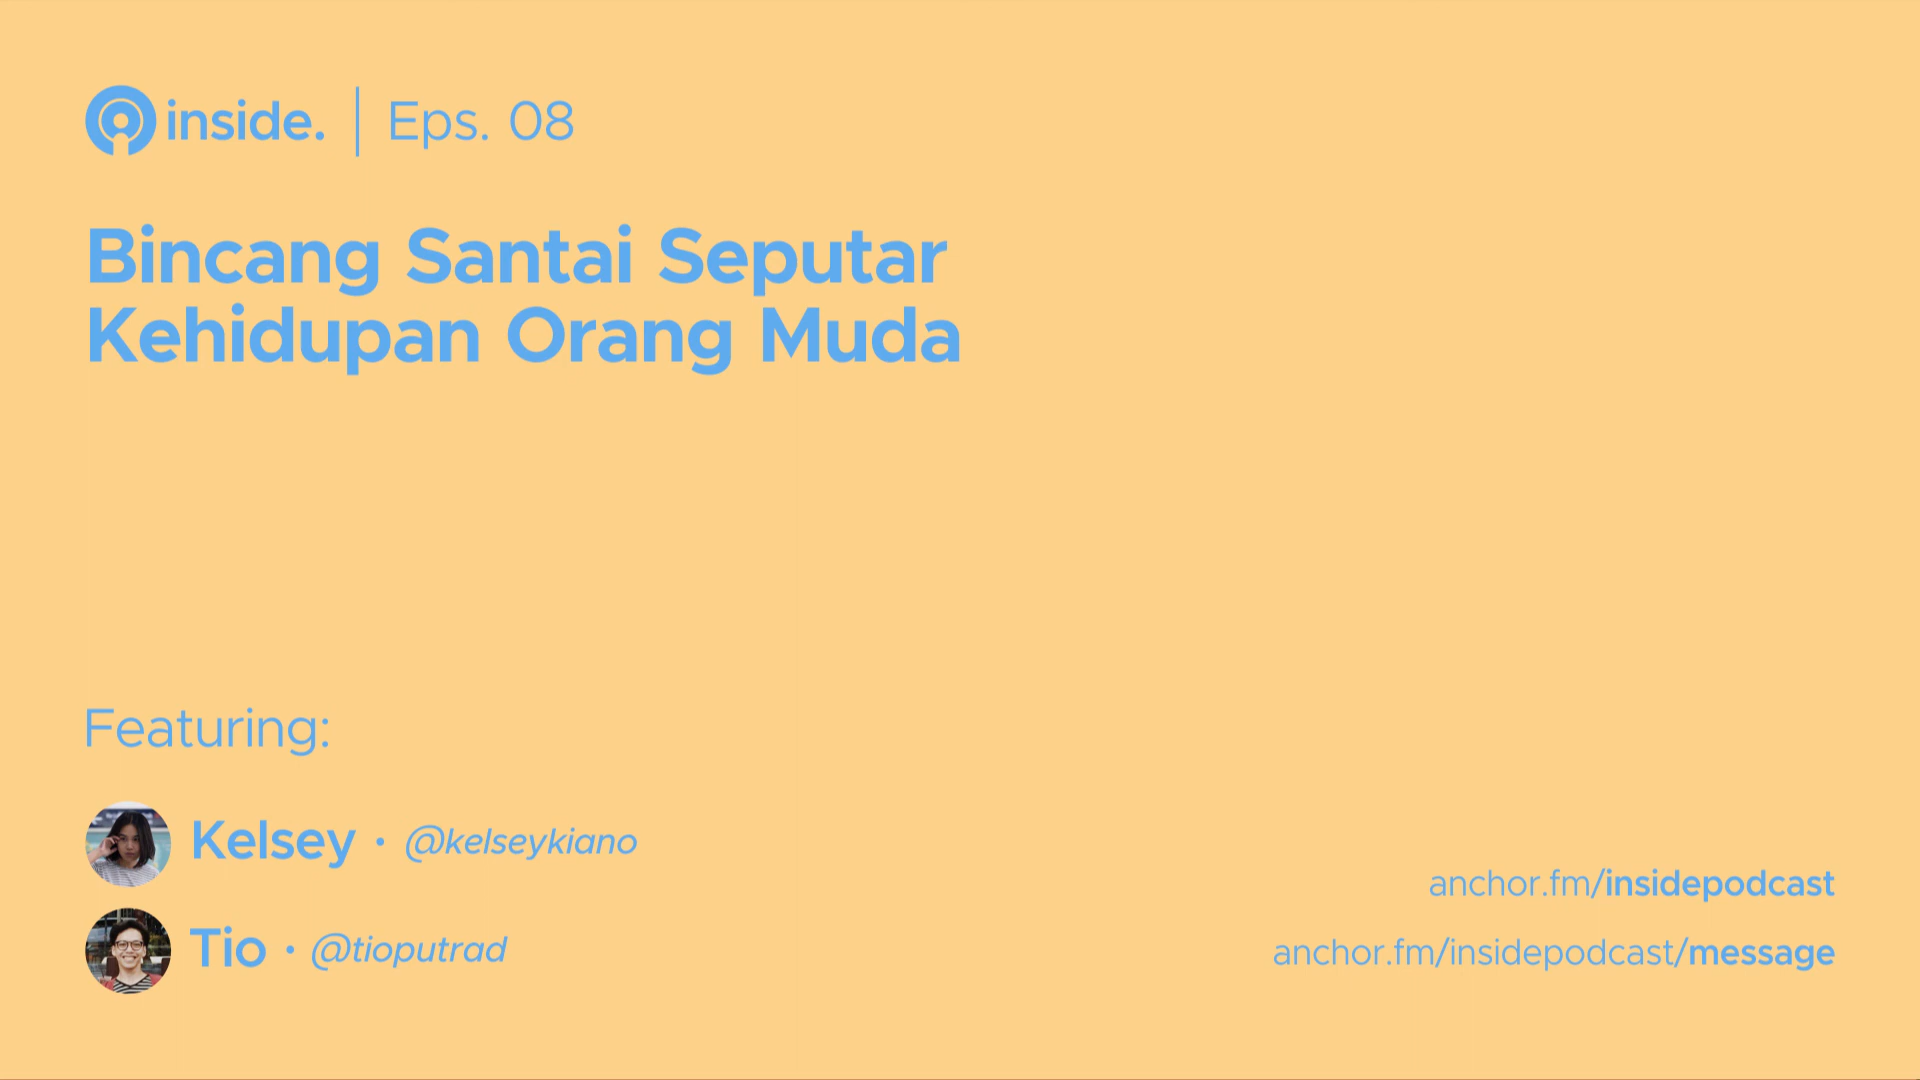 inside. | Eps. 08
Bincang Santai Seputar
Kehidupan Orang Muda
Featuring:
Kelsey · @kelseykiano
Tio · @tioputrad
anchor.fm/insidepodcast
anchor.fm/insidepodcast/message